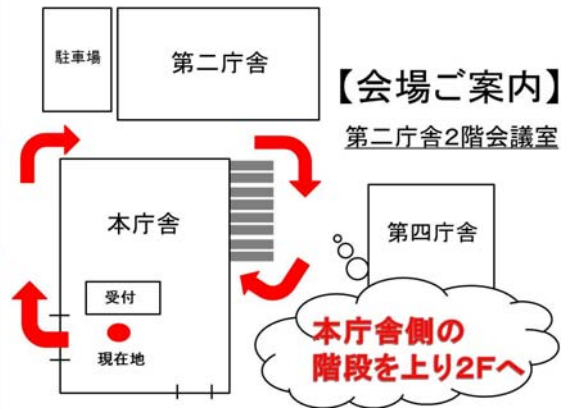 駐車場
第二庁舎
【会場ご案内】
第二庁舎2階会議室
本庁舎
第四庁舎
受付
現在地
本庁舎側の
階段を上り2Fへ